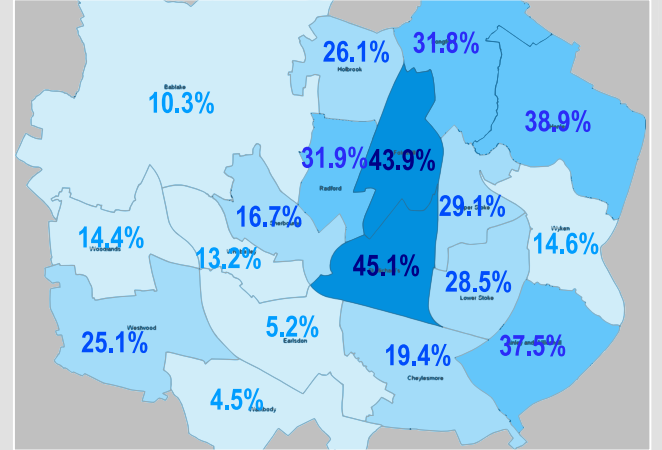 31.8%
26.1%
Holbrook
Bablake
10.3%
38.9%
31.9%
43.9%
Radford
16.7%
29.1%
14.4%
Woodlands
13.2%
Wyken
14.6%
45.1%
28.5%
Lower Stoke
Westwood
25.1%
5.2%
Earlsdon
19.4%
Cheylesmore
37.5%
4.5%